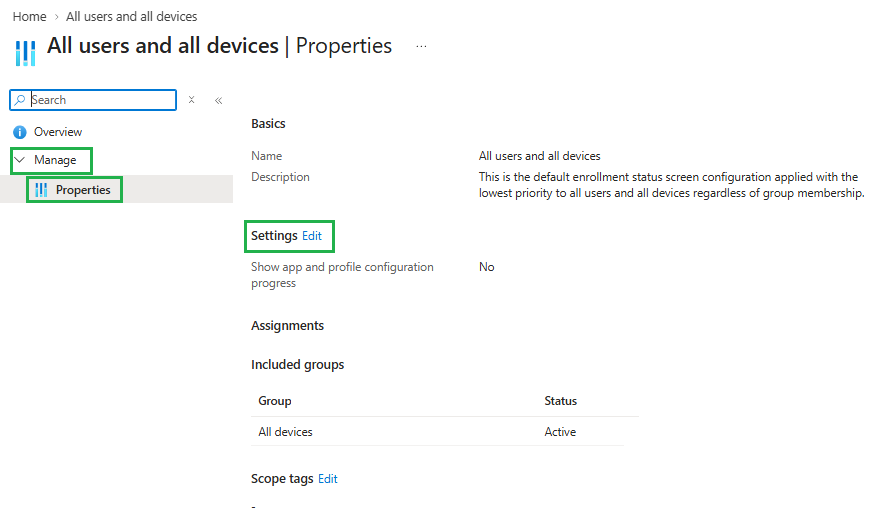 Home > All users and all devices
All users and all devices | Properties ...
Search
Overview
Manage
Properties
Basics
Name All users and all devices
Description This is the default enrollment status screen configuration applied with the
lowest priority to all users and all devices regardless of group membership.
Settings Edit
Show app and profile configuration No
progress
Assignments
Included groups
Group Status
All devices Active
Scope tags Edit
-